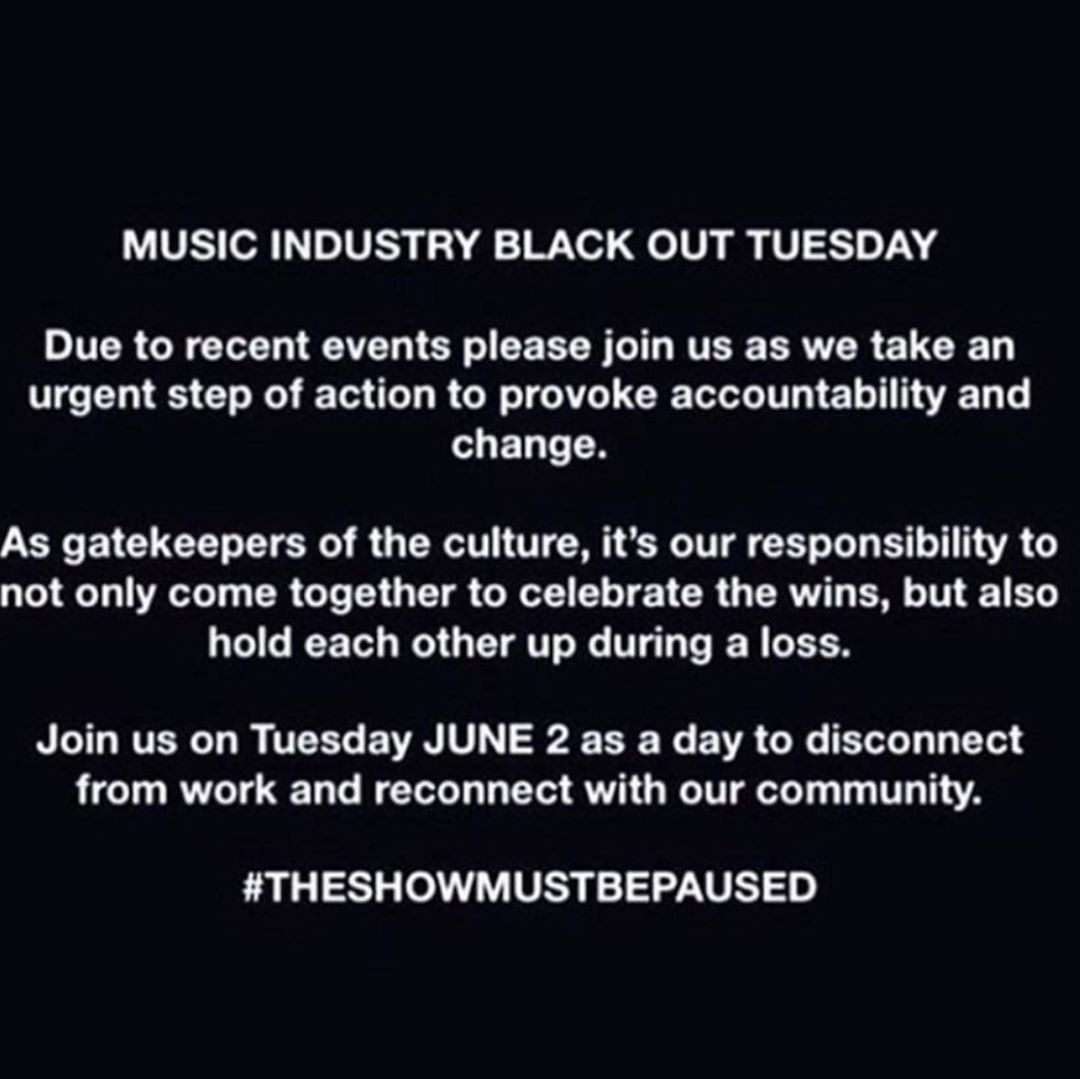 MUSIC INDUSTRY BLACK OUT TUESDAY
Due to recent events please join us as we take an
urgent step of action to provoke accountability and
change.
As gatekeepers of the culture, it’s our responsibility to
not only come together to celebrate the wins, but also
hold each other up during a loss.
Join us on Tuesday JUNE 2 as a day to disconnect
from work and reconnect with our community.
#THESHOWMUSTBEPAUSED